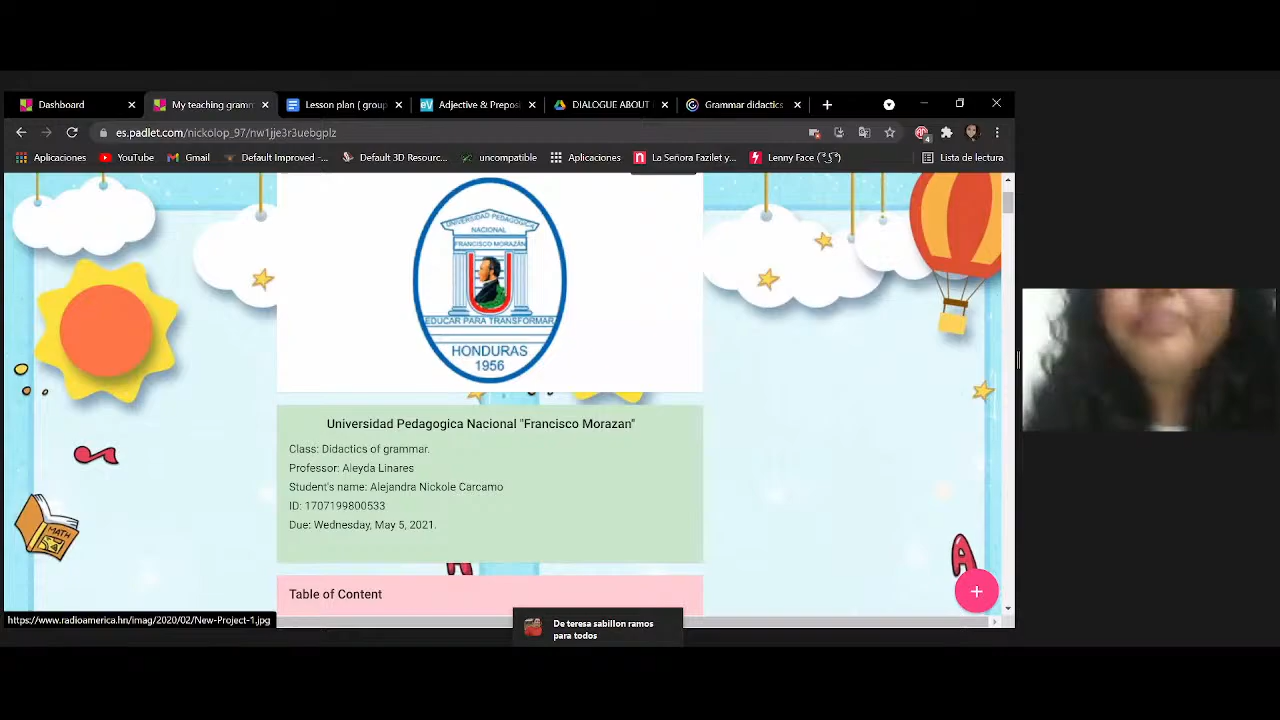 Dashboard
My teaching gramm
Lesson plan ( group
Adjective & Prepos
DIALOGUE ABOUT
Grammar didactics
es.padlet.com/nickolop_97/nw1jje3r3uebgplz
Aplicaciones
YouTube
Gmail
Default Improved -...
Default 3D Resourc...
uncompatible
Aplicaciones
La Señora Fazilet y...
Lenny Face ( ͡° ͜ʖ ͡°)
Lista de lectura
UNIVERSIDAD PEDAGOGICA
NACIONAL
FRANCISCO MORAZÁN
EDUCAR PARA TRANSFORMAR
HONDURAS
1956
Universidad Pedagogica Nacional "Francisco Morazan"
Class: Didactics of grammar.
Professor: Aleyda Linares
Student's name: Alejandra Nickole Carcamo
ID: 1707199800533
Due: Wednesday, May 5, 2021.
MATH
A
Table of Content
https://www.radioamerica.hn/imag/2020/02/New-Project-1.jpg
De teresa sabillon ramos
para todos